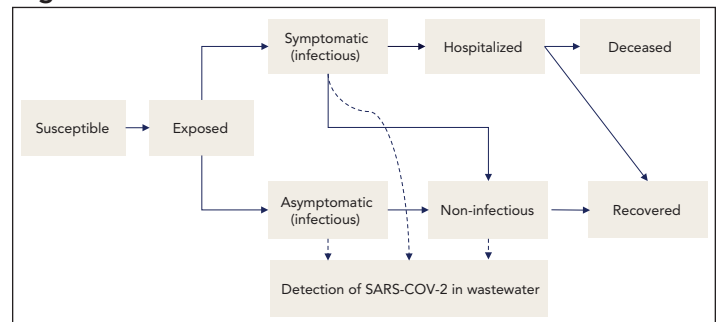 Symptomatic
(infectious)
Hospitalized
Deceased
Susceptible
Exposed
Asymptomatic
(infectious)
Non-infectious
Recovered
Detection of SARS-COV-2 in wastewater